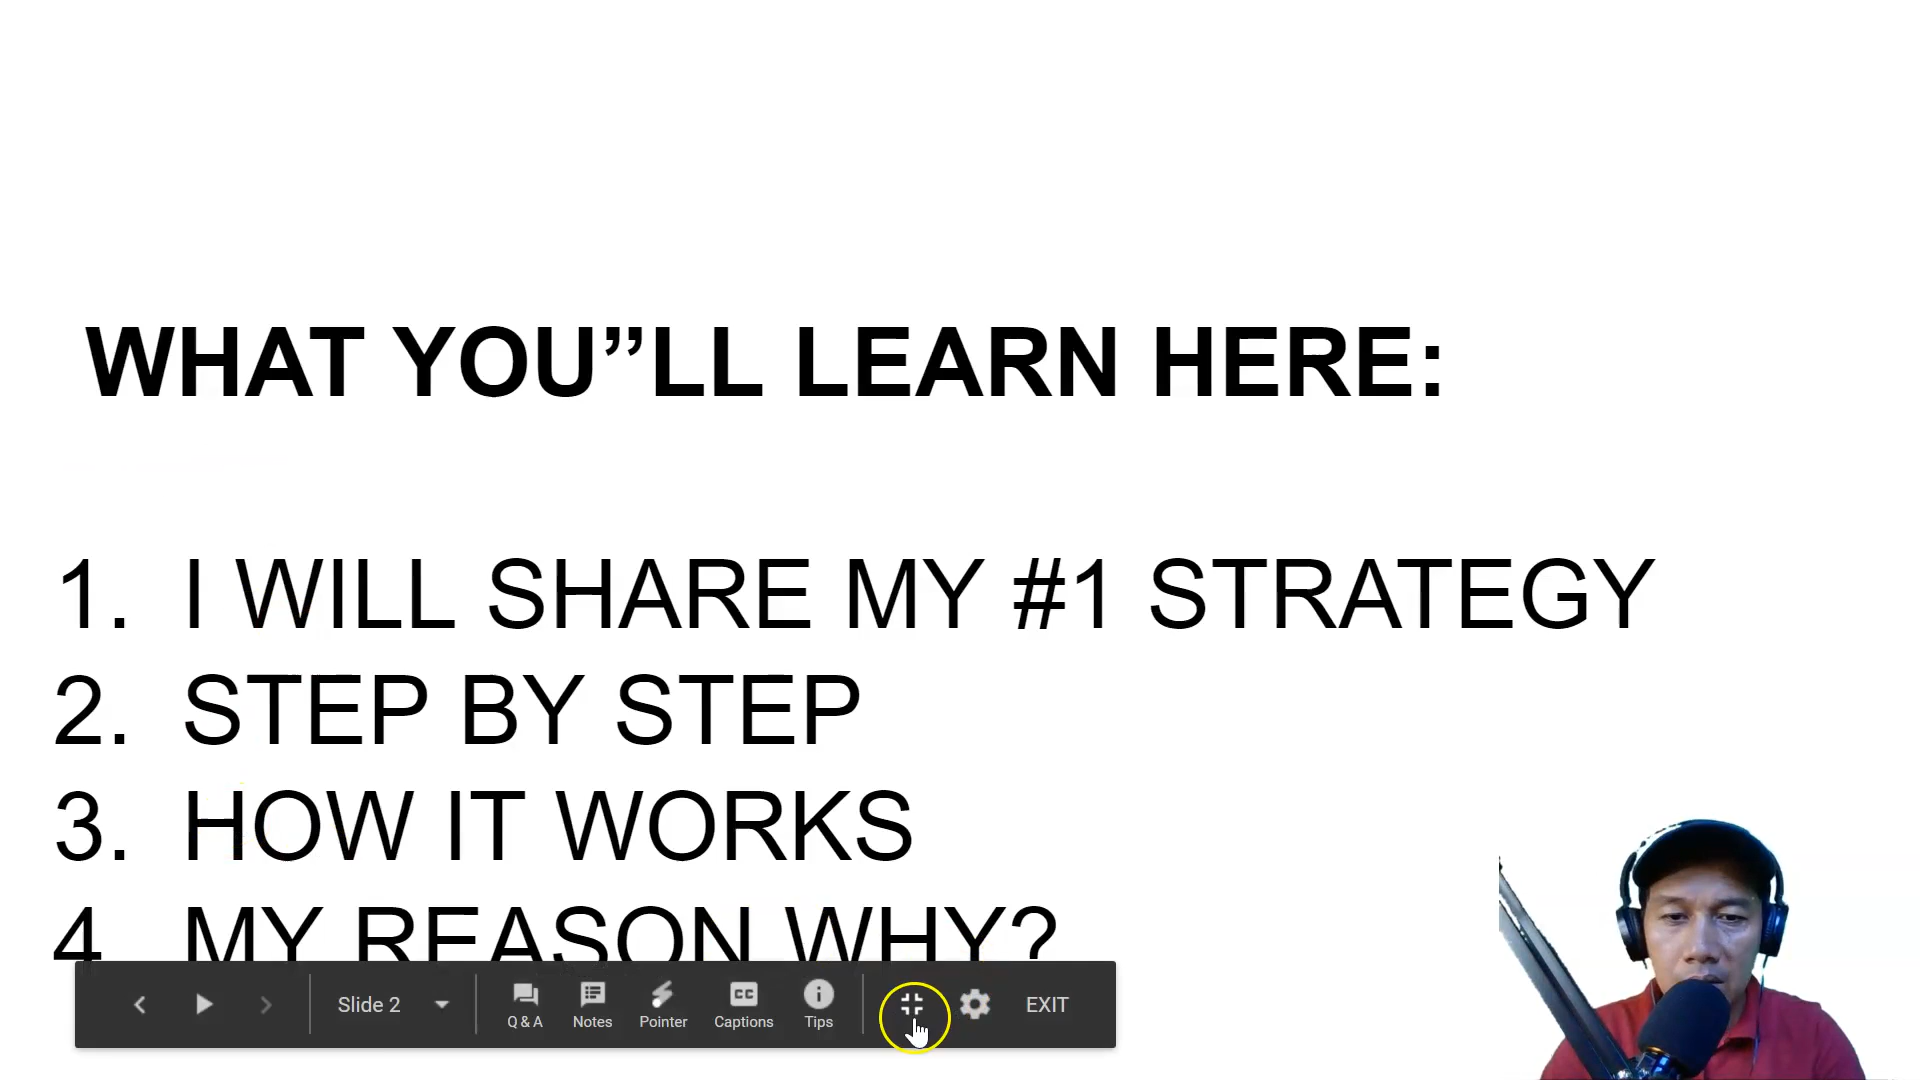 WHAT YOU”LL LEARN HERE:
1. I WILL SHARE MY #1 STRATEGY
2. STEP BY STEP
3. HOW IT WORKS
4. MY REASON WHY?
Slide 2
Q & A
Notes
Pointer
CC
Captions
Tips
EXIT